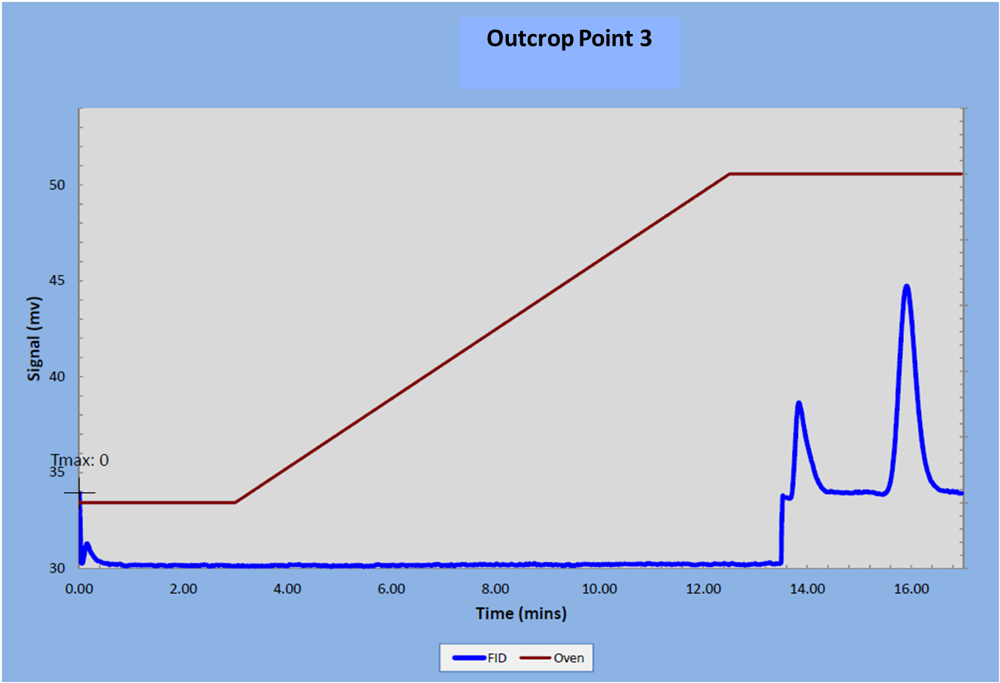 Outcrop Point 3
50
45
40
35
30
Signal (mv)
Tmax: 0
0.00 2.00 4.00 6.00 8.00 10.00 12.00 14.00 16.00
Time (mins)
FID Oven